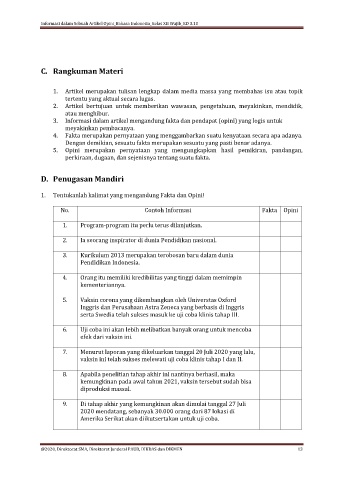 Informasi dalam Sebuah Artikel Opini_Bahasa Indonesia_Kelas XII Wajib_KD 3.10
C. Rangkuman Materi
1. Artikel merupakan tulisan lengkap dalam media massa yang membahas isu atau topik
tertentu yang aktual secara lugas.
2. Artikel bertujuan untuk memberikan wawasan, pengetahuan, meyakinkan, mendidik,
atau menghibur.
3. Informasi dalam artikel mengandung fakta dan pendapat (opini) yang logis untuk
meyakinkan pembacanya.
4. Fakta merupakan pernyataan yang menggambarkan suatu kenyataan secara apa adanya.
Dengan demikian, sesuatu fakta merupakan sesuatu yang pasti benar adanya.
5. Opini merupakan pernyataan yang mengungkapkan hasil pemikiran, pandangan,
perkiraan, dugaan, dan sejenisnya tentang suatu fakta.
D. Penugasan Mandiri
1. Tentukanlah kalimat yang mengandung Fakta dan Opini!
No. Contoh Informasi Fakta Opini
1. Program-program itu perlu terus dilanjutkan.
2. Ia seorang inspirator di dunia Pendidikan nasional.
3. Kurikulum 2013 merupakan terobosan baru dalam dunia
Pendidikan Indonesia.
4. Orang itu memiliki kredibilitas yang tinggi dalam memimpin
kementeriannya.
5. Vaksin corona yang dikembangkan oleh Universitas Oxford
Inggris dan Perusahaan Astra Zeneca yang berbasis di Inggris
serta Swedia telah sukses masuk ke uji coba klinis tahap III.
6. Uji coba ini akan lebih melibatkan banyak orang untuk mencoba
efek dari vaksin ini.
7. Menurut laporan yang dikeluarkan tanggal 20 Juli 2020 yang lalu,
vaksin ini telah sukses melewati uji coba klinis tahap I dan II.
8. Apabila penelitian tahap akhir ini nantinya berhasil, maka
kemungkinan pada awal tahun 2021, vaksin tersebut sudah bisa
diproduksi massal.
9. Di tahap akhir yang kemungkinan akan dimulai tanggal 27 Juli
2020 mendatang, sebanyak 30.000 orang dari 87 lokasi di
Amerika Serikat akan diikutsertakan untuk uji coba.
@2020, Direktorat SMA, Direktorat Jenderal PAUD, DIKDAS dan DIKMEN 13